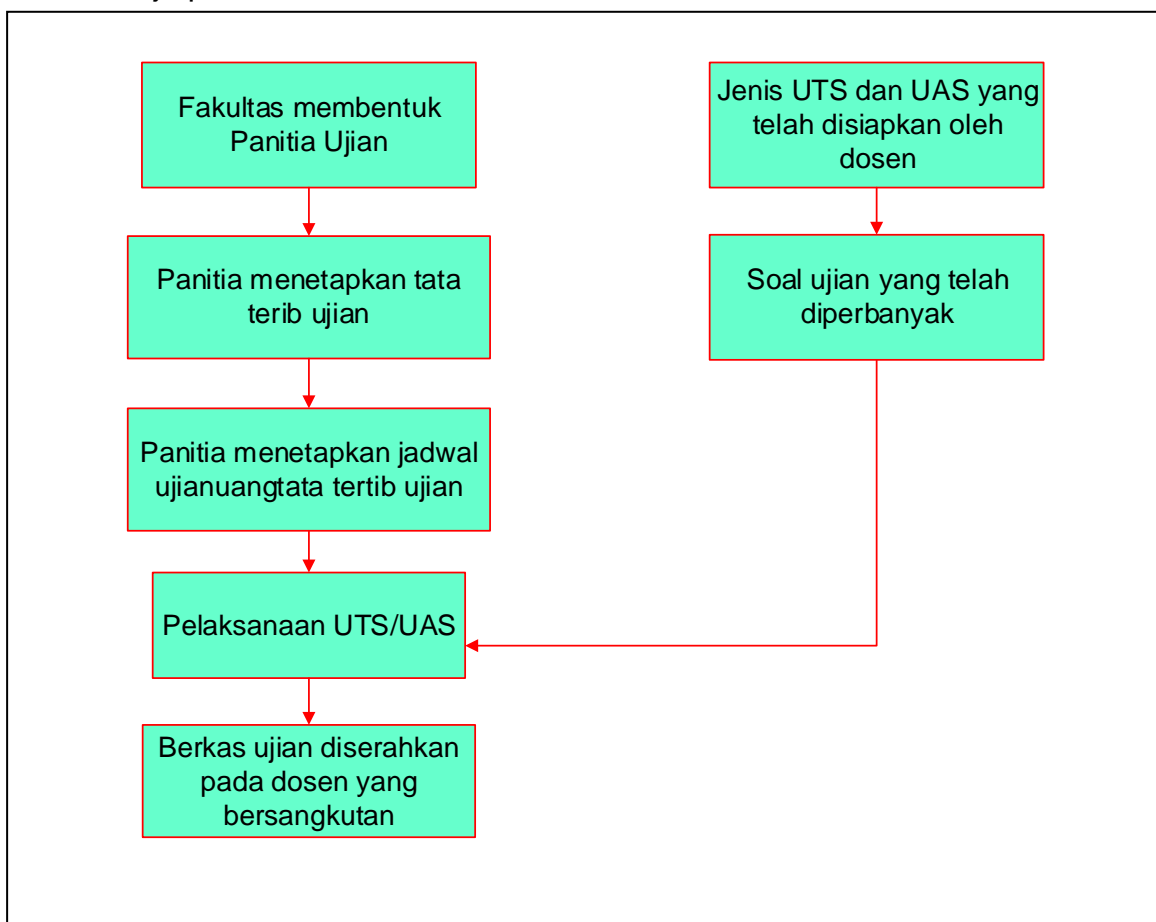 Fakultas membentuk
Panitia Ujian
Jenis UTS dan UAS yang
telah disiapkan oleh
dosen
Panitia menetapkan tata
terib ujian
Soal ujian yang telah
diperbanyak
Panitia menetapkan jadwal
ujianuangtata tertib ujian
Pelaksanaan UTS/UAS
Berkas ujian diserahkan
pada dosen yang
bersangkutan